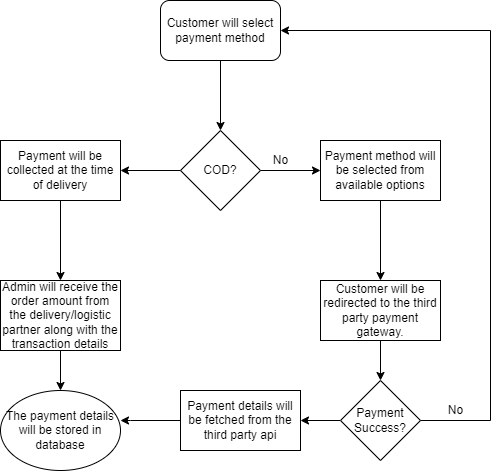 Customer will select
payment method
COD?
No
Payment will be
collected at the time
of delivery
Payment method will
be selected from
available options
Admin will receive the
order amount from
the delivery/logistic
partner along with the
transaction details
Customer will be
redirected to the third
party payment
gateway.
The payment details
will be stored in
database
Payment details will
be fetched from the
third party api
Payment
Success?
No